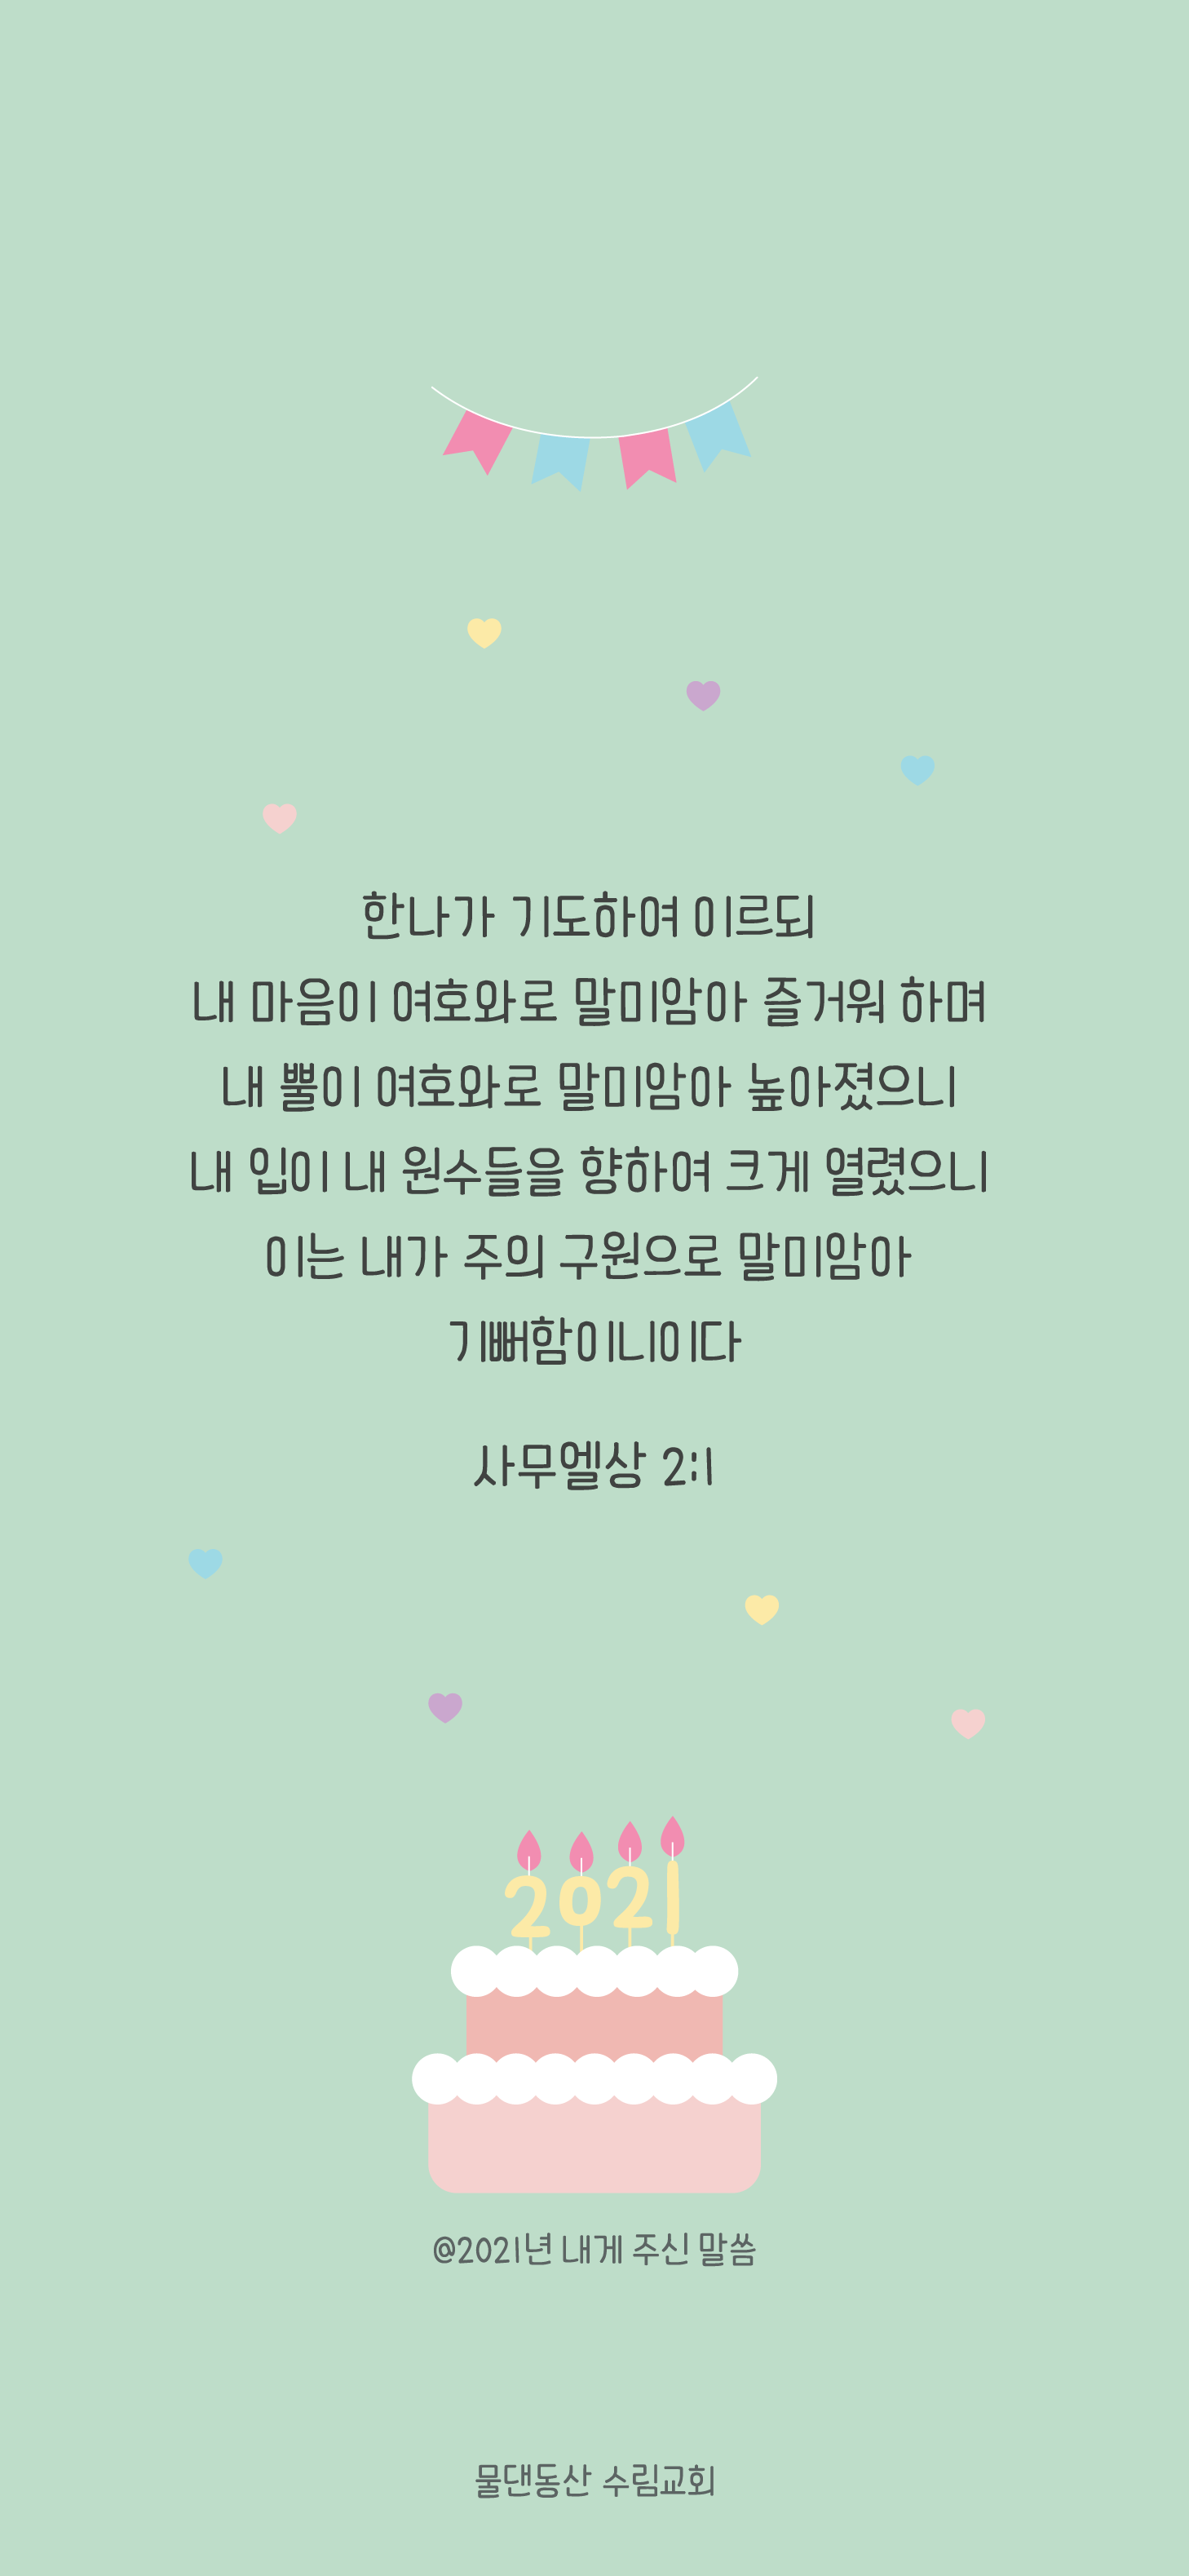 한나가 기도하여 이르되
내 마음이 여호와로 말미암아 즐거워 하며
내 뿔이 여호와로 말미암아 높아졌으니
내 입이 내 원수들을 향하여 크게 열렸으니
이는 내가 주의 구원으로 말미암아
기뻐함이니이다
사무엘상 2:1
2021
@2021년 내게 주신 말씀
물댄동산 수림교회